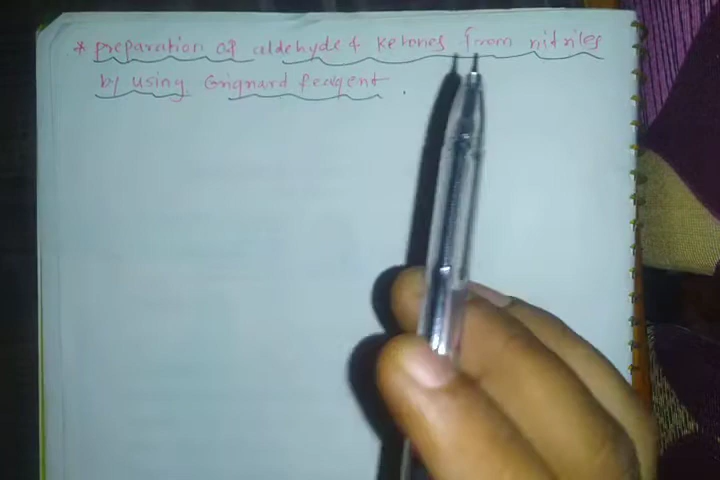 * preparation of aldehyde & ketones from nitriles
by using Grignard Reagent .